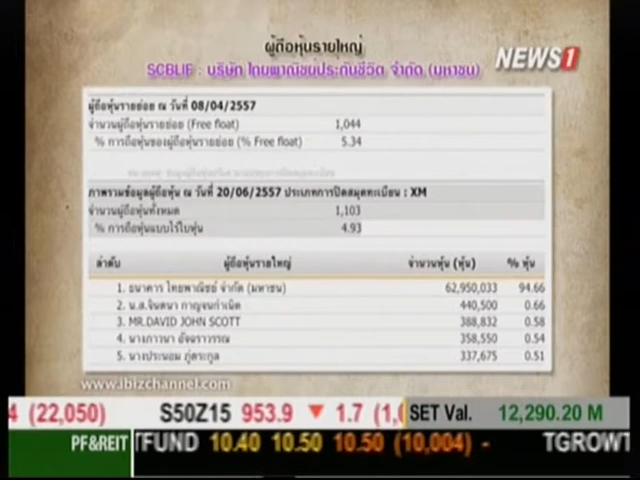 ผู้ถือหุ้นรายใหญ่
SCBLIF : บริษัท ไทยพาณิชย์ประกันชีวิต จำกัด (มหาชน)
NEWS1
ผู้ถือหุ้นรายย่อย ณ วันที่ 08/04/2557
จำนวนผู้ถือหุ้นรายย่อย (Free float) 1,044
% การถือหุ้นของผู้ถือหุ้นรายย่อย (% Free float) 5.34
ภาพรวมข้อมูลผู้ถือหุ้น ณ วันที่ 20/06/2557 ประเภทการปิดสมุดทะเบียน : XM
จำนวนผู้ถือหุ้นทั้งหมด 1,103
% การถือหุ้นแบบไร้ใบหุ้น 4.93
ลำดับ ผู้ถือหุ้นรายใหญ่ จำนวนหุ้น (หุ้น) % หุ้น
1. ธนาคาร ไทยพาณิชย์ จำกัด (มหาชน) 62,950,033 94.66
2. น.ส.จินตนา กาญจนกำเนิด 440,500 0.66
3. MR.DAVID JOHN SCOTT 388,832 0.58
4. นางภาวนา อัจฉราวรรณ 358,550 0.54
5. นางประนอม ภู่ตระกูล 337,675 0.51
www.ibizchannel.com
4 (22,050) S50Z15 953.9 ▼ 1.7 (1,0 SET Val. 12,290.20 M
PF&REIT TFUND 10.40 10.50 10.50 (10,004) - TGROWT